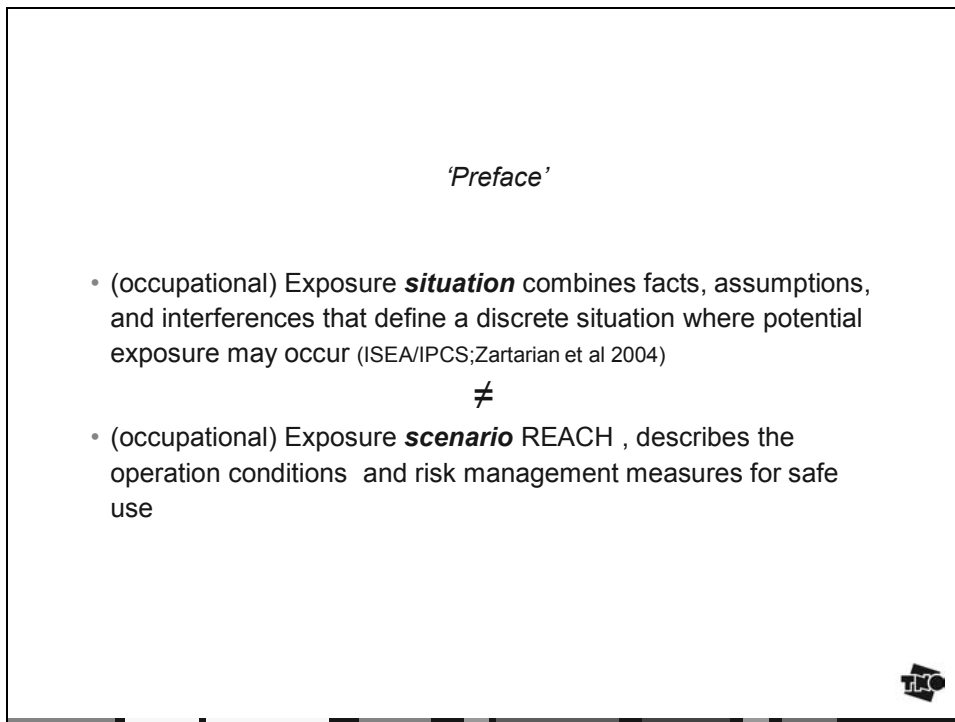 ‘Preface’
• (occupational) Exposure situation combines facts, assumptions,
and interferences that define a discrete situation where potential
exposure may occur (ISEA/IPCS;Zartarian et al 2004)
≠
• (occupational) Exposure scenario REACH , describes the
operation conditions  and risk management measures for safe
use
TNO